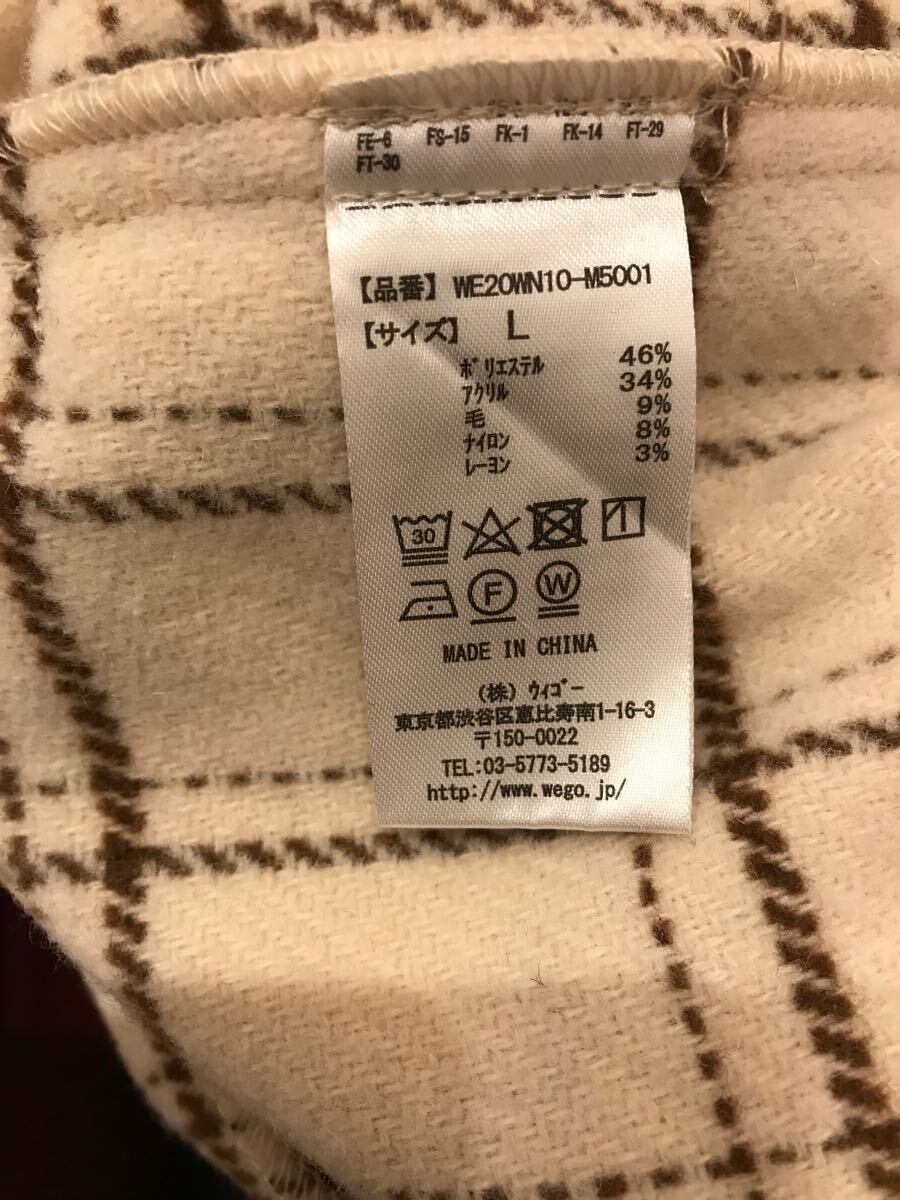 FE-6 FS-15 FK-1 FK-14 FT-29
FT-30
【品番】 WE20WN10-M5001
【サイズ】 L
ポリエステル 46%
アクリル 34%
毛 9%
ナイロン 8%
レーヨン 3%
30
F W
MADE IN CHINA
(株) ウィゴー
東京都渋谷区恵比寿南1-16-3
〒150-0022
TEL:03-5773-5189
http://www.wego.jp/